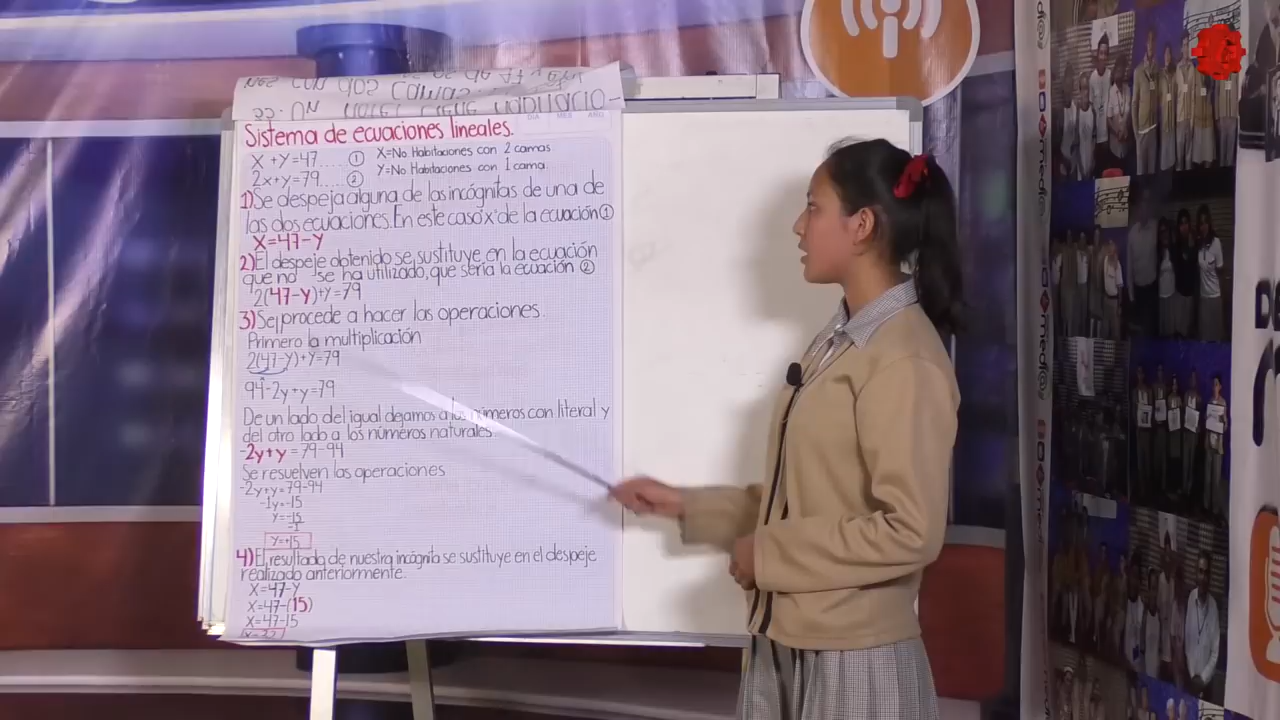 Sistema de ecuaciones lineales.
DIA MES AÑO
X+Y=47 ...... ① X=No. Habitaciones con 2 camas
2x+y=79 ...... ② Y=No Habitaciones con 1 cama.
1) Se despeja alguna de las incógnitas de una de
las dos ecuaciones. En este caso "x" de la ecuación ①
X=47-Y
2) El despeje obtenido se sustituye en la ecuación
que no se ha utilizado, que sería la ecuación ②
2(47-Y)+Y=79
3) Se procede a hacer las operaciones.
Primero la multiplicación
2(47-Y)+Y=79
94-2y+y=79
De un lado del igual dejamos a los números con literal y
del otro lado a los números naturales.
-2y+y =79-94
Se resuelven las operaciones
-2y+y=79-94
-1y=-15
y=-15
-1
Y=+15
4) El resultado de nuestra incógnita se sustituye en el despeje
realizado anteriormente.
X=47-Y
X=47-(15)
X=47-15